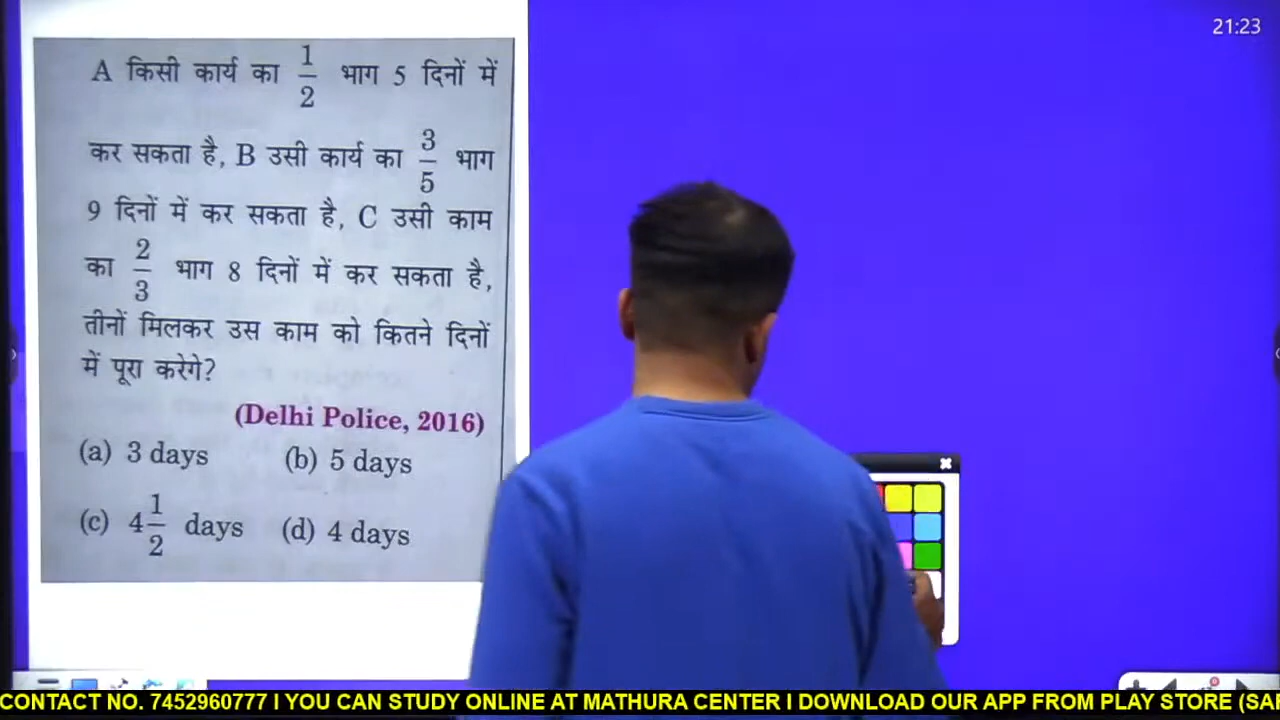 21:23
A किसी कार्य का 1/2 भाग 5 दिनों में
कर सकता है, B उसी कार्य का 3/5 भाग
9 दिनों में कर सकता है, C उसी काम
का 2/3 भाग 8 दिनों में कर सकता है,
तीनों मिलकर उस काम को कितने दिनों
में पूरा करेगे?
(Delhi Police, 2016)
(a) 3 days (b) 5 days
(c) 4 1/2 days (d) 4 days
CONTACT NO. 7452960777 I YOU CAN STUDY ONLINE AT MATHURA CENTER I DOWNLOAD OUR APP FROM PLAY STORE (SA